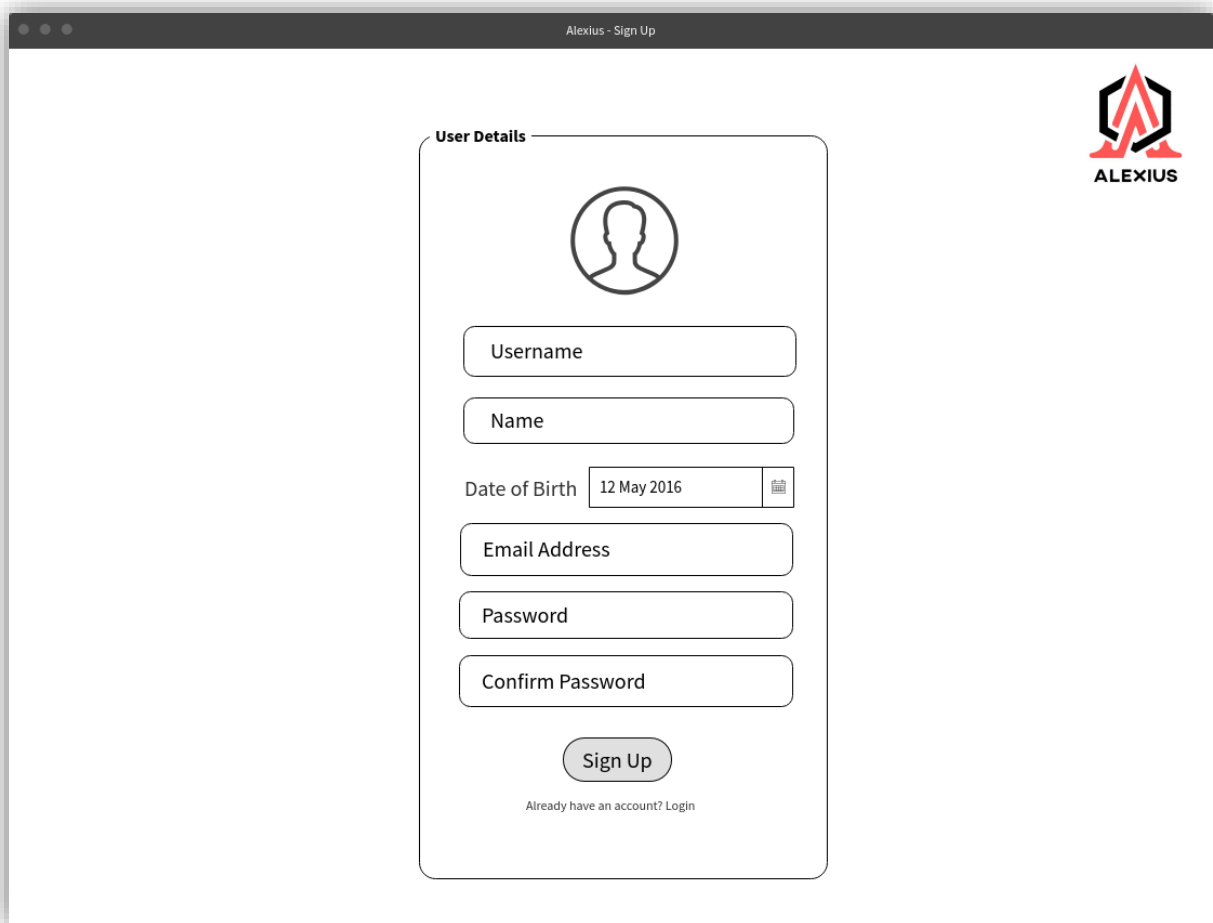 Alexius - Sign Up
ALEXIUS
User Details
Username
Name
Date of Birth 12 May 2016
Email Address
Password
Confirm Password
Sign Up
Already have an account? Login